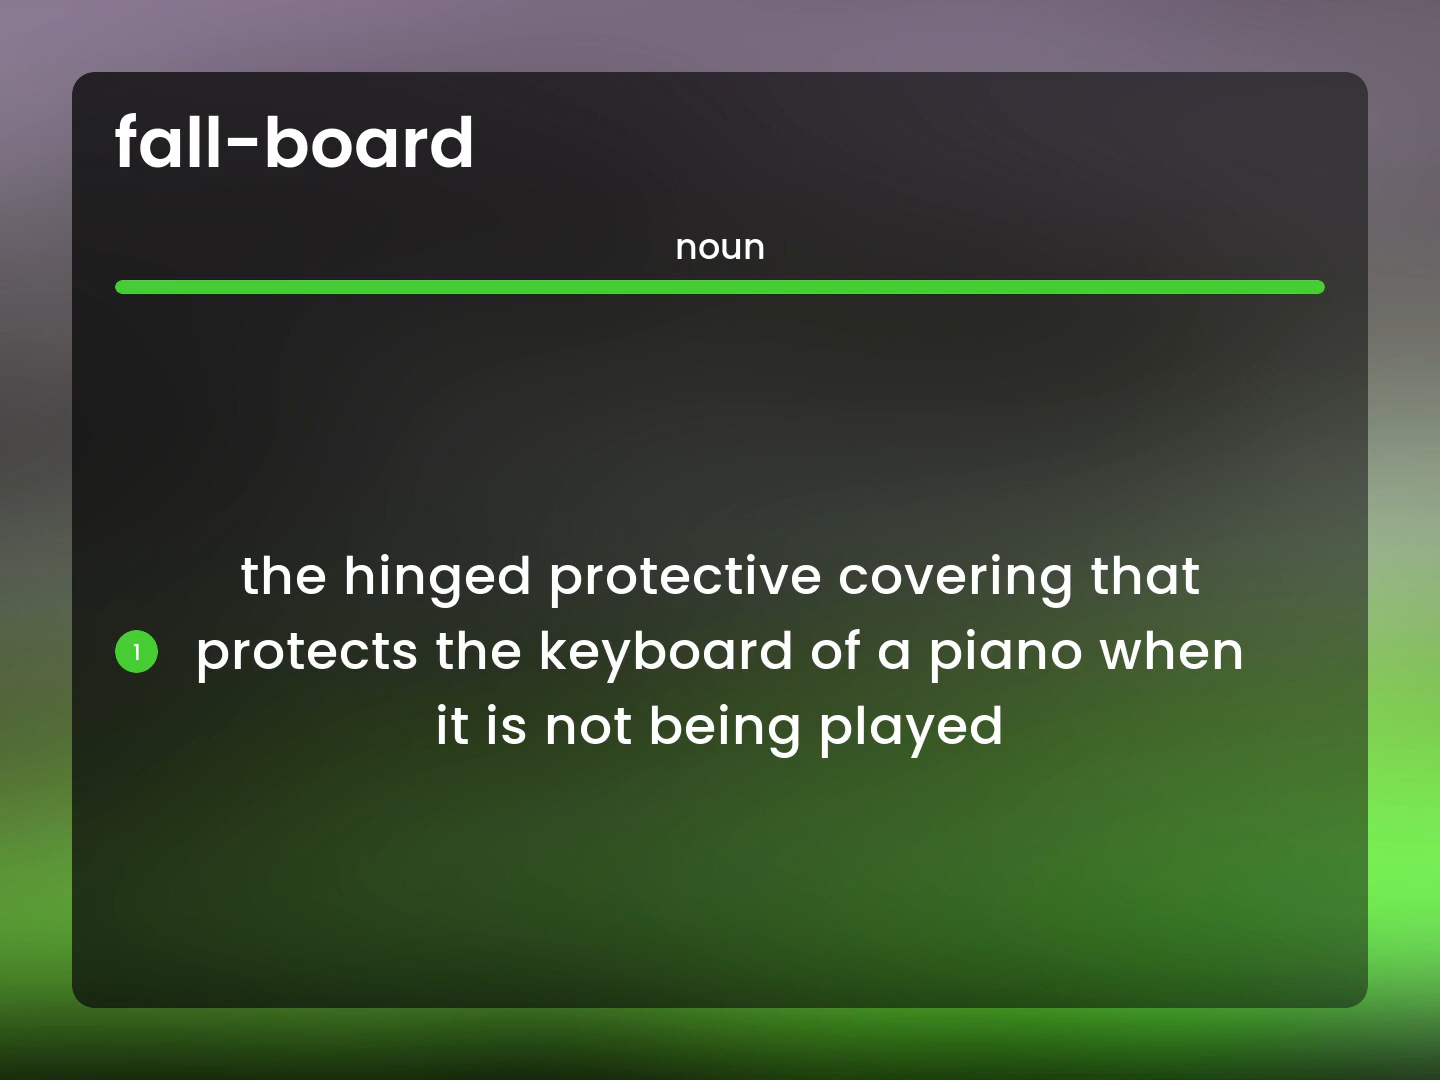 fall-board
noun
the hinged protective covering that
1 protects the keyboard of a piano when
it is not being played